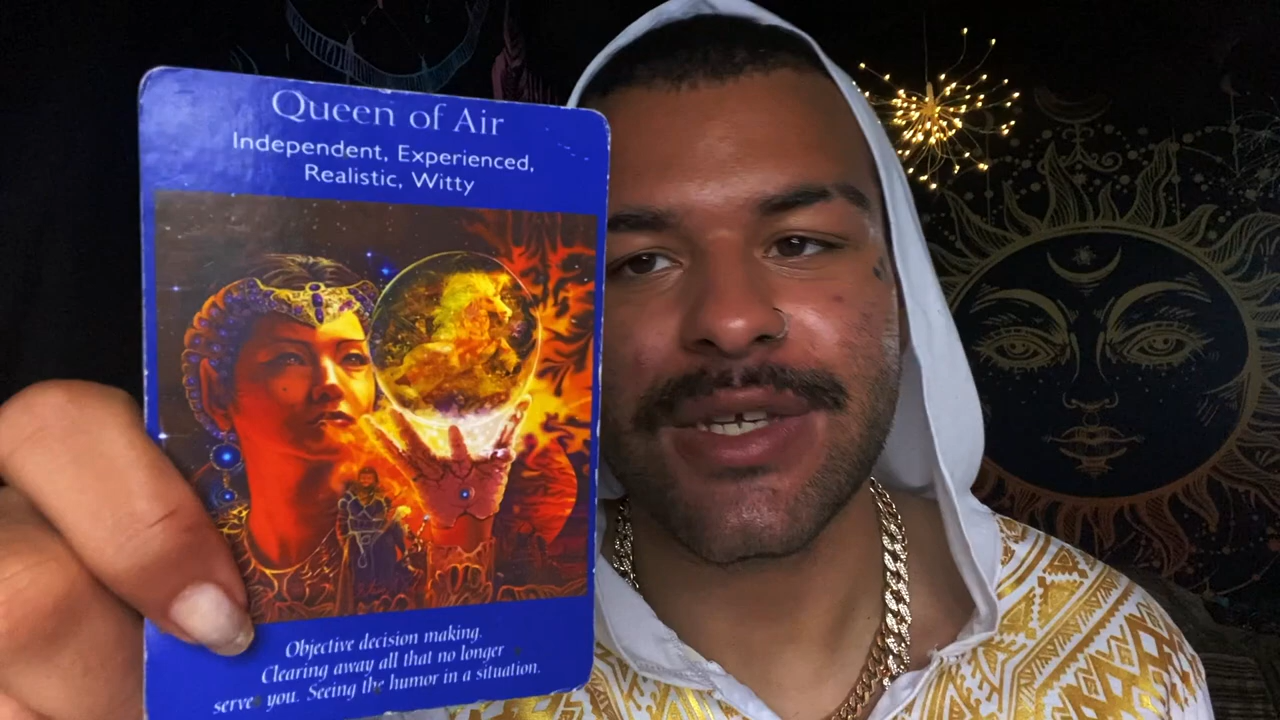 Queen of Air
Independent, Experienced,
Realistic, Witty
Objective decision making.
Clearing away all that no longer
serves you. Seeing the humor in a situation.